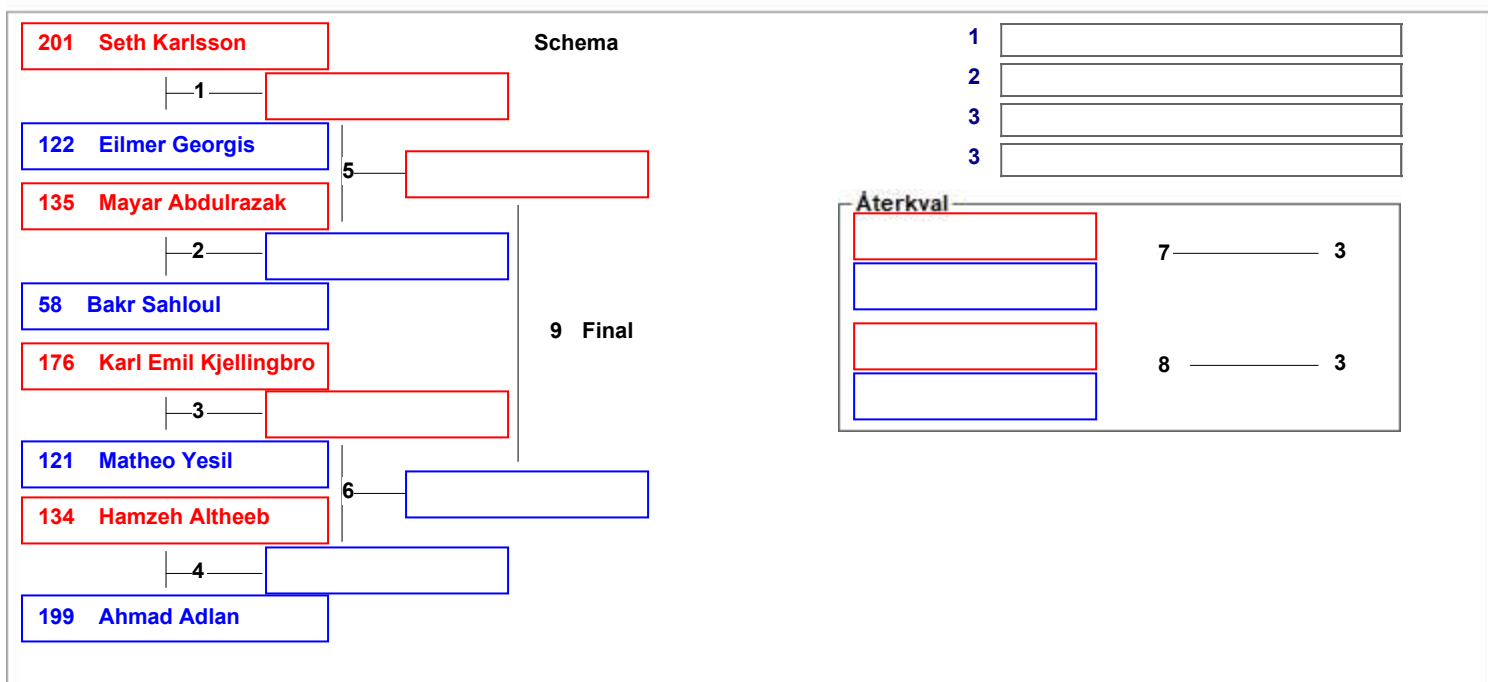 201 Seth Karlsson
Schema
1
122 Eilmer Georgis
5
135 Mayar Abdulrazak
2
58 Bakr Sahloul
9 Final
176 Karl Emil Kjellingbro
3
121 Matheo Yesil
6
134 Hamzeh Altheeb
4
199 Ahmad Adlan
1
2
3
3
Återkval
7 3
8 3